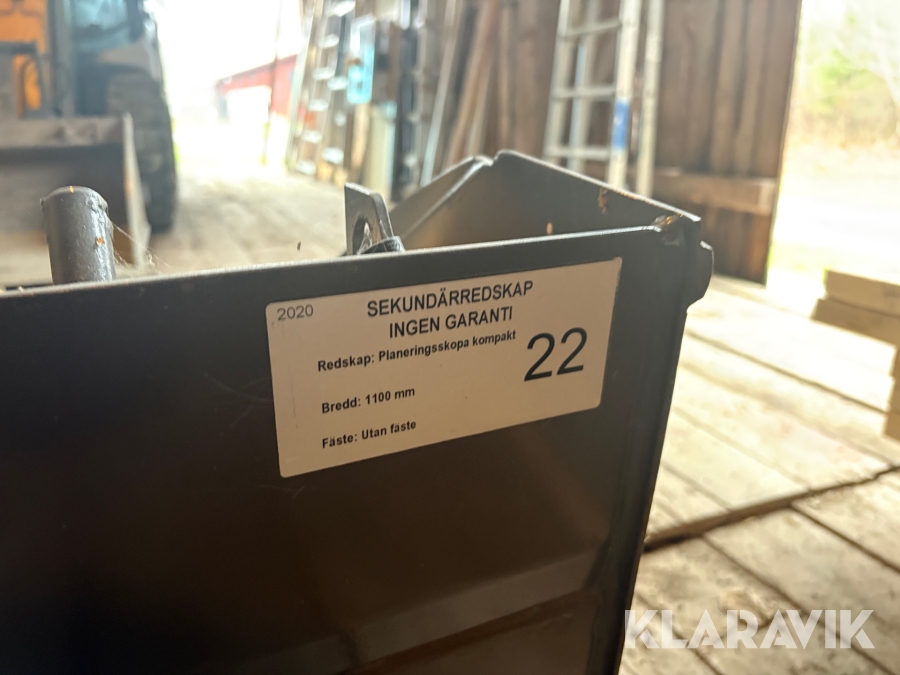 2020
SEKUNDÄRREDSKAP
INGEN GARANTI
Redskap: Planeringsskopa kompakt
22
Bredd: 1100 mm
Fäste: Utan fäste
KLARAVIK